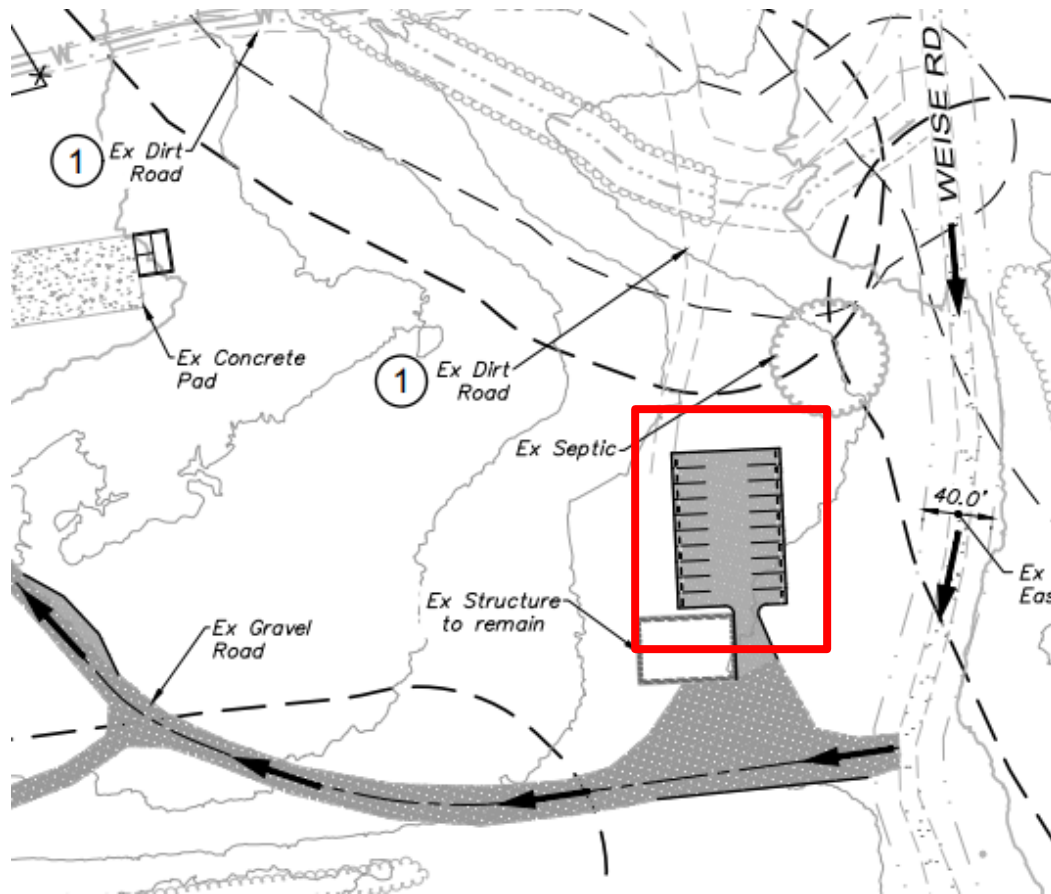 W
W
WEISE RD
1
Ex Dirt
Road
Ex Concrete
Pad
1
Ex Dirt
Road
Ex Septic
40.0'
Ex
Eas
Ex Structure
to remain
Ex Gravel
Road